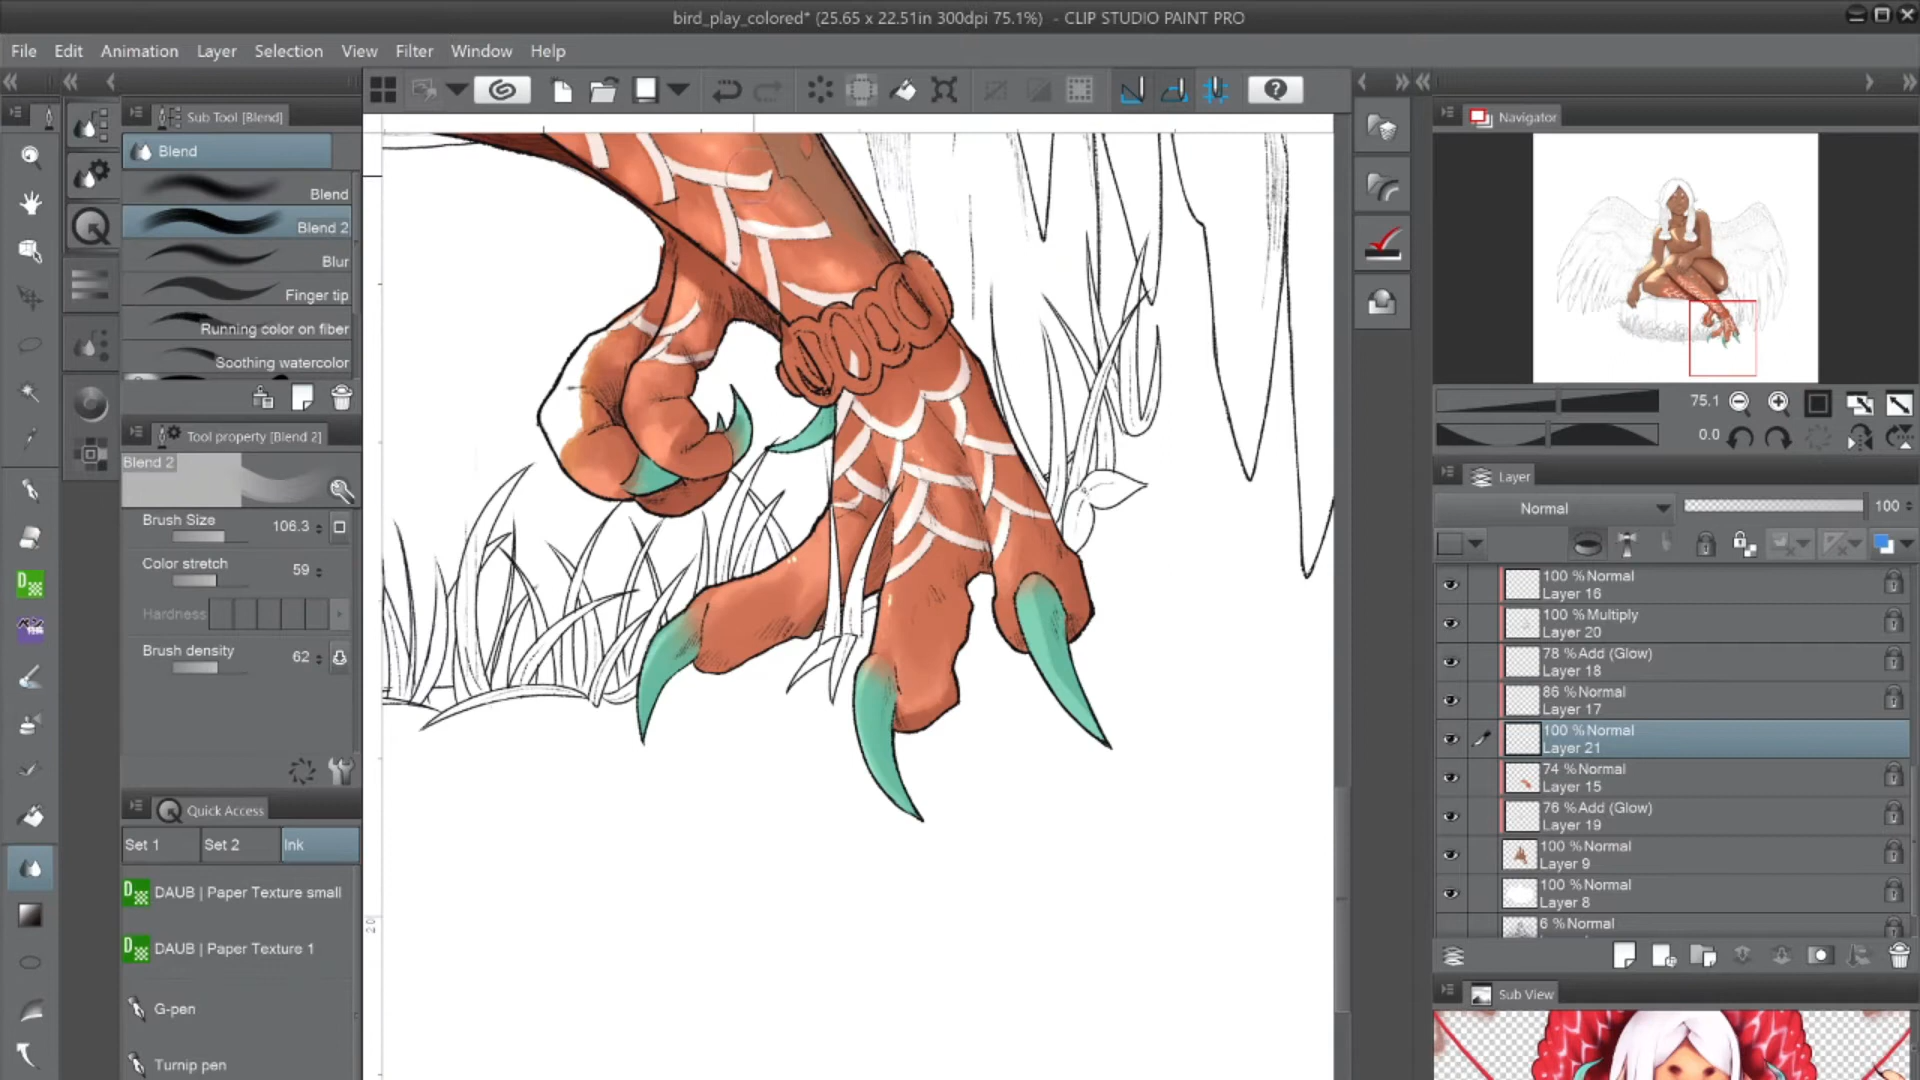 bird_play_colored* (25.65 x 22.51in 300dpi 75.1%) - CLIP STUDIO PAINT PRO
File Edit Animation Layer Selection View Filter Window Help
Sub Tool [Blend]
Blend
Blend
Blend 2
Blur
Finger tip
Running color on fiber
Soothing watercolor
Tool property [Blend 2]
Blend 2
Brush Size 106.3
Color stretch 59
Hardness
Brush density 62
Quick Access
Set 1 Set 2 Ink
DAUB | Paper Texture small
DAUB | Paper Texture 1
G-pen
Turnip pen
20
Navigator
75.1
0.0
Layer
Normal 100
100 % Normal
Layer 16
100 % Multiply
Layer 20
78 % Add (Glow)
Layer 18
86 % Normal
Layer 17
100 % Normal
Layer 21
74 % Normal
Layer 15
76 % Add (Glow)
Layer 19
100 % Normal
Layer 9
100 % Normal
Layer 8
6 % Normal
Sub View